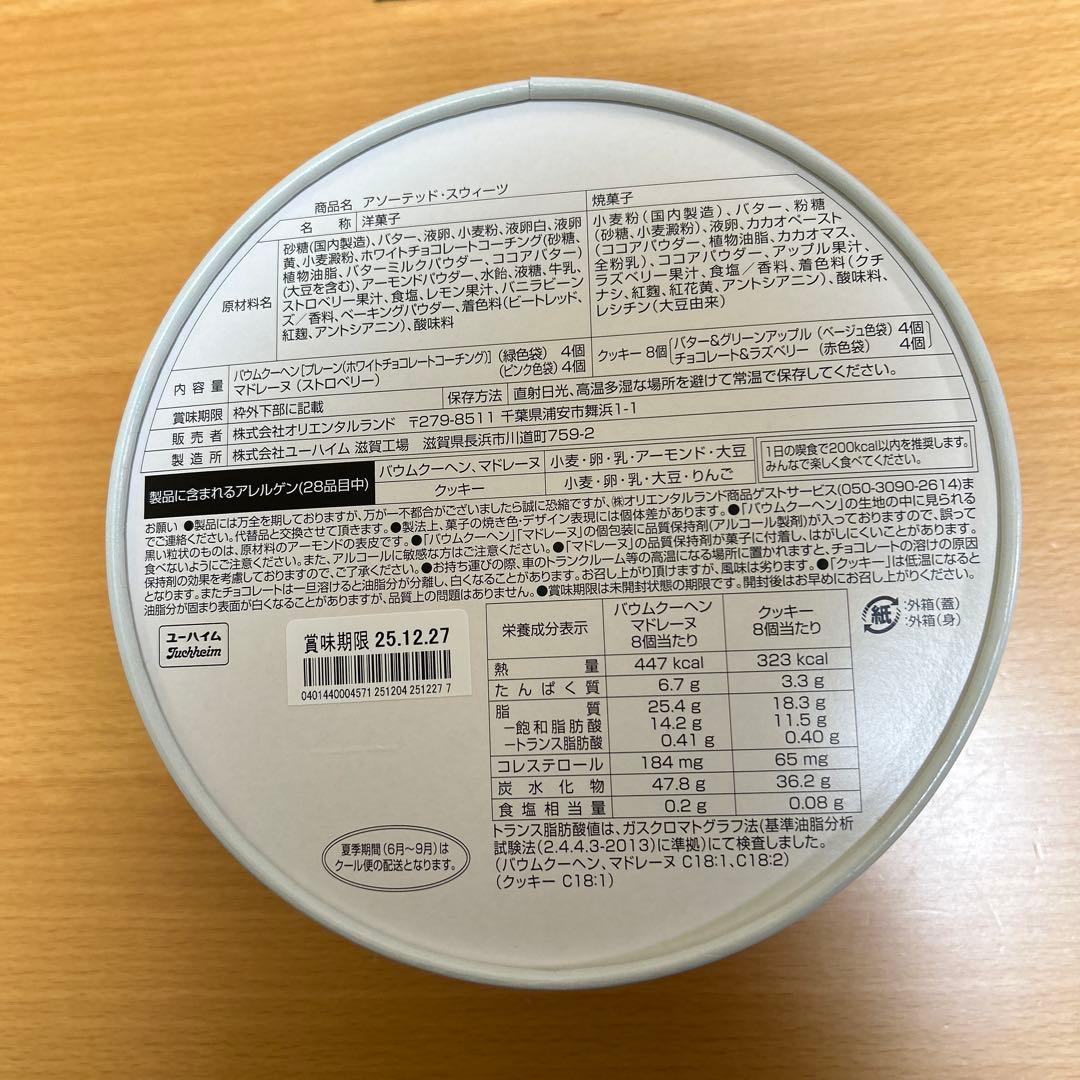 商品名 アソーテッド・スウィーツ
名 称 洋菓子 焼菓子
原材料名
砂糖(国内製造)、バター、液卵、小麦粉、液卵白、液卵
黄、小麦澱粉、ホワイトチョコレートコーチング(砂糖、
植物油脂、バターミルクパウダー、ココアバター)
(大豆を含む)、アーモンドパウダー、水飴、液糖、牛乳、
ストロベリー果汁、食塩、レモン果汁、バニラビーン
ズ/香料、ベーキングパウダー、着色料(ビートレッド、
紅麹、アントシアニン)、酸味料
小麦粉(国内製造)、バター、粉糖
(砂糖、小麦澱粉)、液卵、カカオペースト
(ココアパウダー、植物油脂、カカオマス、
全粉乳)、ココアパウダー、アップル果汁、
ラズベリー果汁、食塩/香料、着色料(クチ
ナシ、紅麹、紅花黄、アントシアニン)、酸味料、
レシチン(大豆由来)
内 容 量
バウムクーヘン[プレーン(ホワイトチョコレートコーチング)] (緑色袋) 4個
マドレーヌ(ストロベリー) (ピンク色袋) 4個
クッキー 8個
バター&グリーンアップル (ベージュ色袋) 4個
チョコレート&ラズベリー (赤色袋) 4個
賞味期限 枠外下部に記載 保存方法 直射日光、高温多湿な場所を避けて常温で保存してください。
販 売 者 株式会社オリエンタルランド 〒279-8511 千葉県浦安市舞浜1-1
製 造 所 株式会社ユーハイム 滋賀工場 滋賀県長浜市川道町759-2
製品に含まれるアレルゲン(28品目中)
バウムクーヘン、マドレーヌ 小麦・卵・乳・アーモンド・大豆
クッキー 小麦・卵・乳・大豆・りんご
1日の喫食で200kcal以内を推奨します。
みんなで楽しく食べてください。
お願い ●製品には万全を期しておりますが、万が一不都合がございましたら誠に恐縮ですが、㈱オリエンタルランド商品ゲストサービス(050-3090-2614)ま
でご連絡ください。代替品と交換させて頂きます。●製法上、菓子の焼き色・デザイン表現には個体差があります。●「バウムクーヘン」の生地の中に見られる
黒い粒状のものは、原材料のアーモンドの表皮です。●「バウムクーヘン」「マドレーヌ」の個包装に品質保持剤(アルコール製剤)が入っておりますので、誤って
食べないようにご注意ください。また、アルコールに敏感な方はご注意ください。●「マドレーヌ」の品質保持剤が菓子に付着し、はがしにくいことがあります。
保持剤の効果を考慮しておりますので、ご了承ください。●お持ち運びの際、車のトランクルーム等の高温になる場所に置かれますと、チョコレートの溶けの原因
となります。またチョコレートは一旦溶けると油脂分が分離し、白くなることがあります。お召し上がり頂けますが、風味は劣ります。●「クッキー」は低温になると
油脂分が固まり表面が白くなることがありますが、品質上の問題はありません。●賞味期限は未開封状態の期限です。開封後はお早めにお召し上がりください。
ユーハイム
Juchheim
賞味期限 25.12.27
0401440004571 251204 251227 7
紙
:外箱(蓋)
:外箱(身)
栄養成分表示 バウムクーヘン マドレーヌ 8個当たり クッキー 8個当たり
熱 量 447 kcal 323 kcal
たんぱく質 6.7 g 3.3 g
脂 質 25.4 g 18.3 g
ー飽和脂肪酸 14.2 g 11.5 g
ートランス脂肪酸 0.41 g 0.40 g
コレステロール 184 mg 65 mg
炭 水 化 物 47.8 g 36.2 g
食塩相当量 0.2 g 0.08 g
トランス脂肪酸値は、ガスクロマトグラフ法(基準油脂分析
試験法(2.4.4.3-2013)に準拠)にて検査しました。
(バウムクーヘン、マドレーヌ C18:1、C18:2)
(クッキー C18:1)
夏季期間(6月～9月)は
クール便の配送となります。